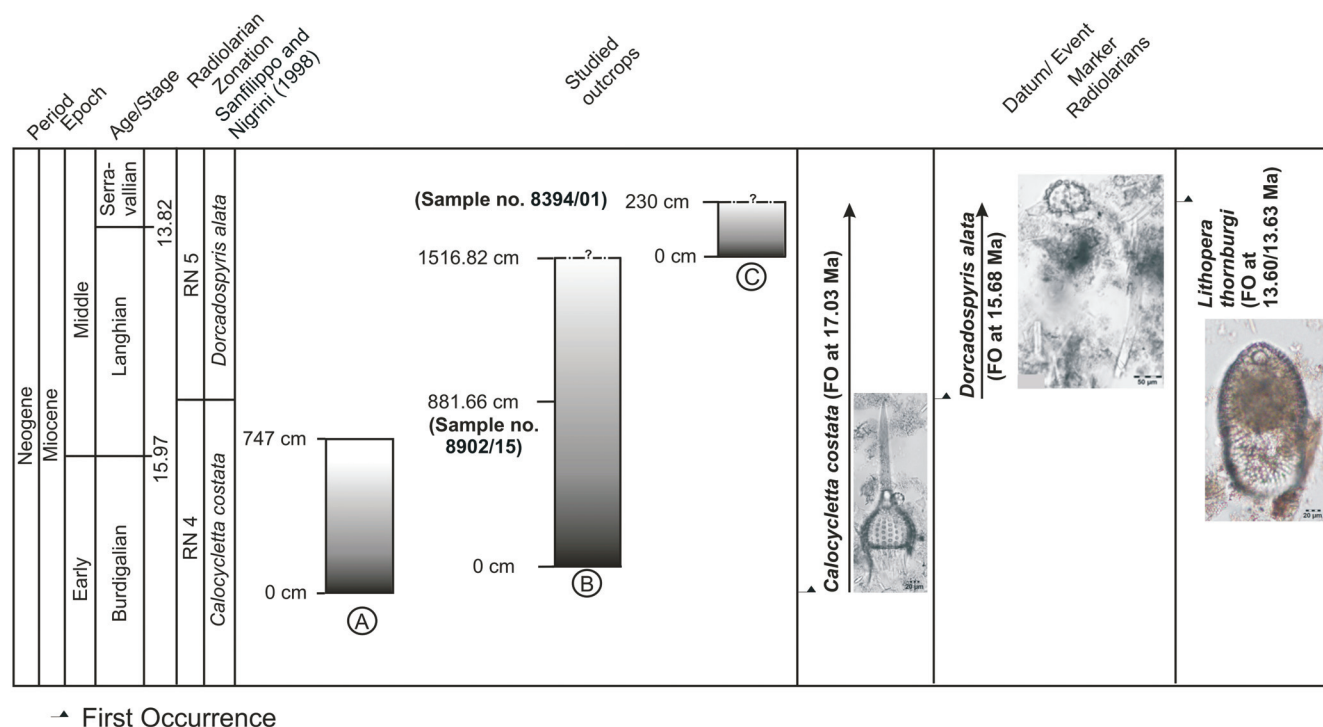 Period
Epoch
Age/Stage
Radiolarian
Zonation
Sanfilippo and
Nigrini (1998)
Studied
outcrops
Datum/ Event
Marker
Radiolarians
Neogene
Miocene
Middle
Early
Serra-
vallian
Langhian
Burdigalian
13.82
15.97
RN 5
RN 4
Dorcadospyris alata
Calocycletta costata
747 cm
0 cm
A
(Sample no. 8394/01)
1516.82 cm
?
881.66 cm
(Sample no.
8902/15)
0 cm
B
230 cm
?
0 cm
C
Calocycletta costata (FO at 17.03 Ma)
20 µm
Dorcadospyris alata
(FO at 15.68 Ma)
50 µm
Lithopera
thornburgi
(FO at
13.60/13.63 Ma)
20 µm
First Occurrence